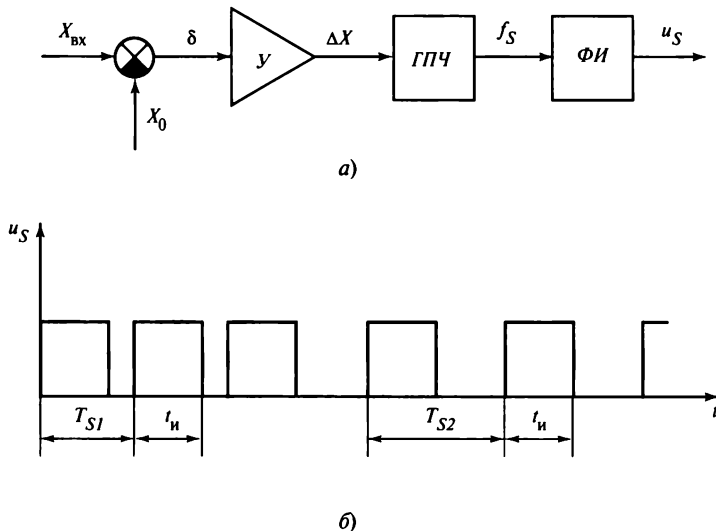 X_вх δ У ΔX ГПЧ f_S ФИ u_S
X_0
а)
u_S
T_S1 t_и T_S2 t_и t
б)